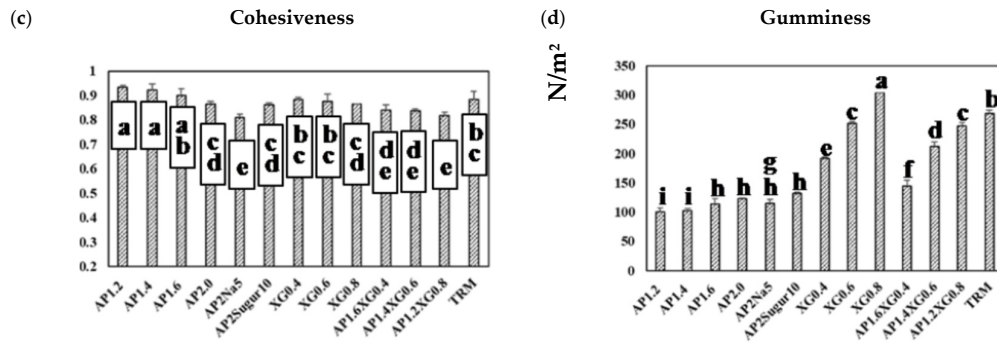 (c) Cohesiveness
1
0.9
0.8
0.7
0.6
0.5
0.4
0.3
0.2
a
a
a
b
c
d
e
c
d
b
c
b
c
c
d
d
e
d
e
e
b
c
AP1.2
AP1.4
AP1.6
AP2.0
AP2Na5
AP2Sugur10
XG0.4
XG0.6
XG0.8
AP1.6XG0.4
AP1.4XG0.6
AP1.2XG0.8
TRM
(d) Gumminess
N/m²
350
300
250
200
150
100
50
0
i
i
h
h
g
h
h
e
c
a
f
d
c
b
AP1.2
AP1.4
AP1.6
AP2.0
AP2Na5
AP2Sugur10
XG0.4
XG0.6
XG0.8
AP1.6XG0.4
AP1.4XG0.6
AP1.2XG0.8
TRM